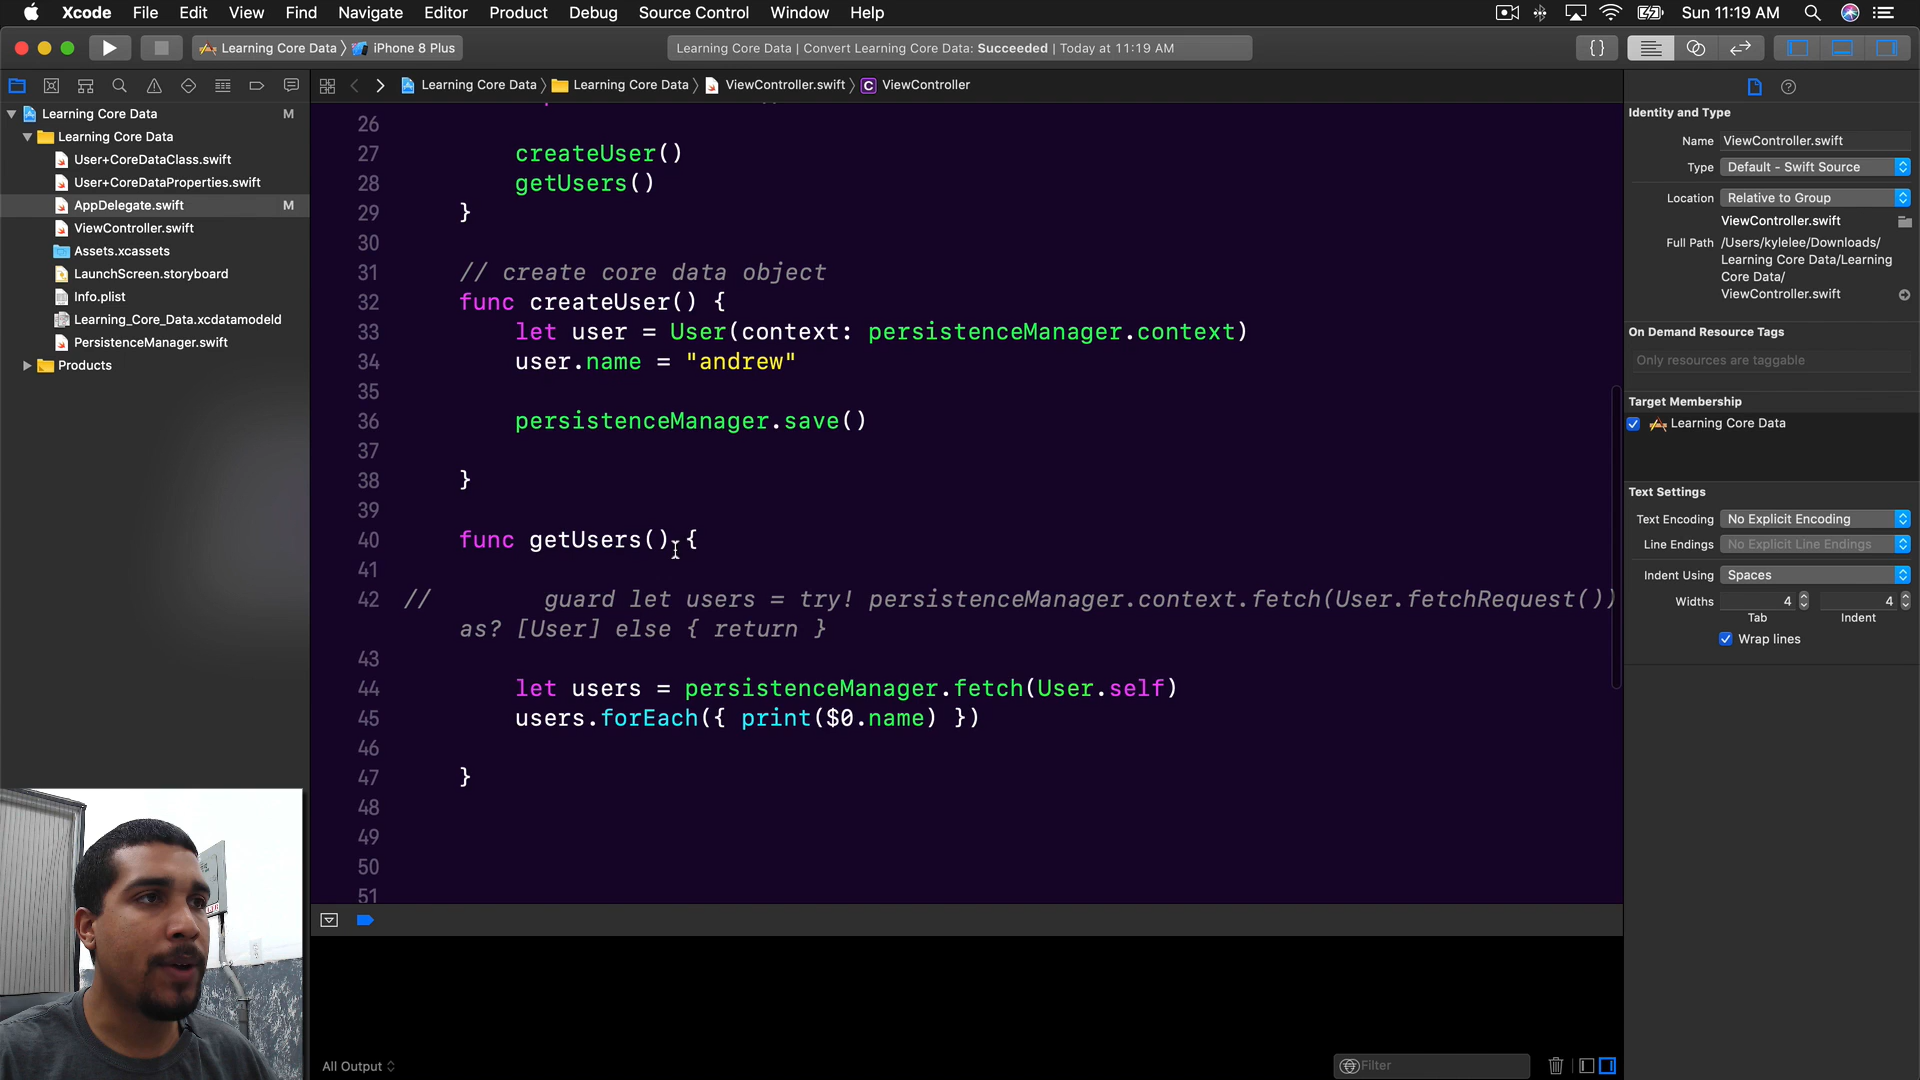 Xcode File Edit View Find Navigate Editor Product Debug Source Control Window Help Sun 11:19 AM
Learning Core Data iPhone 8 Plus Learning Core Data | Convert Learning Core Data: Succeeded | Today at 11:19 AM {}
Learning Core Data Learning Core Data ViewController.swift C ViewController
Learning Core Data M
Learning Core Data
User+CoreDataClass.swift
User+CoreDataProperties.swift
AppDelegate.swift M
ViewController.swift
Assets.xcassets
LaunchScreen.storyboard
Info.plist
Learning_Core_Data.xcdatamodeld
PersistenceManager.swift
Products
26
27 createUser()
28 getUsers()
29 }
30
31 // create core data object
32 func createUser() {
33 let user = User(context: persistenceManager.context)
34 user.name = "andrew"
35
36 persistenceManager.save()
37
38 }
39
40 func getUsers() {
41
42 // guard let users = try! persistenceManager.context.fetch(User.fetchRequest())
as? [User] else { return }
43
44 let users = persistenceManager.fetch(User.self)
45 users.forEach({ print($0.name) })
46
47 }
48
49
50
51
All Output
Filter
Identity and Type
Name ViewController.swift
Type Default - Swift Source
Location Relative to Group
ViewController.swift
Full Path /Users/kylelee/Downloads/
Learning Core Data/Learning
Core Data/
ViewController.swift
On Demand Resource Tags
Only resources are taggable
Target Membership
Learning Core Data
Text Settings
Text Encoding No Explicit Encoding
Line Endings No Explicit Line Endings
Indent Using Spaces
Widths 4 4
Tab Indent
Wrap lines